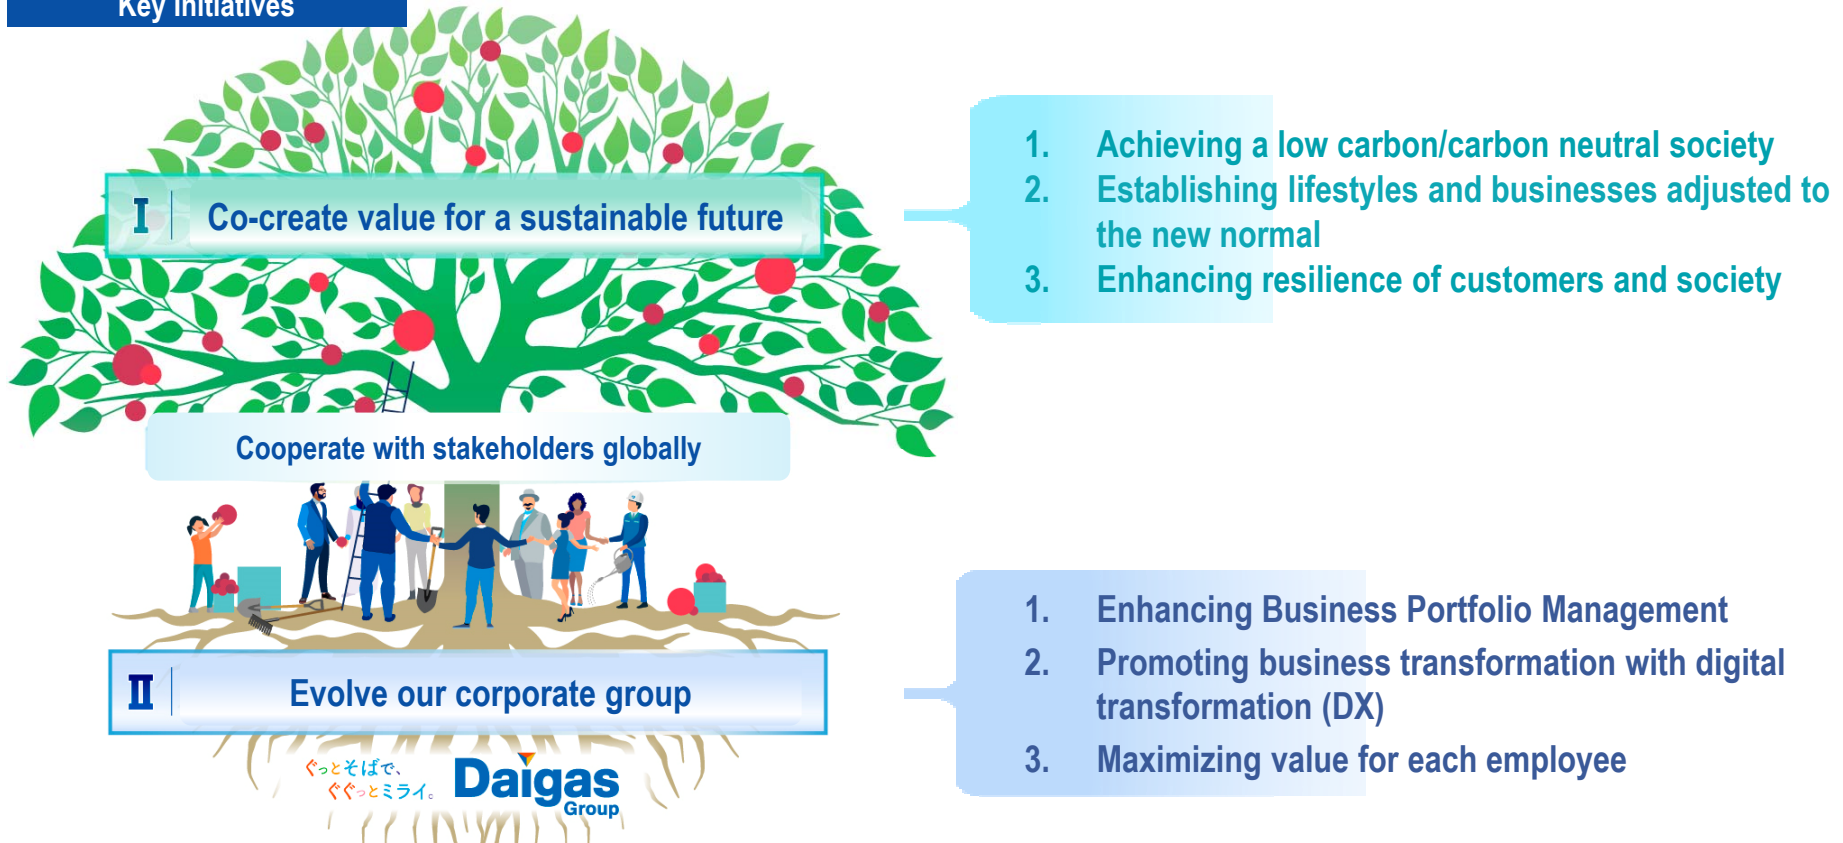 Key Initiatives
I
Co-create value for a sustainable future
1. Achieving a low carbon/carbon neutral society
2. Establishing lifestyles and businesses adjusted to
the new normal
3. Enhancing resilience of customers and society
Cooperate with stakeholders globally
II
Evolve our corporate group
1. Enhancing Business Portfolio Management
2. Promoting business transformation with digital
transformation (DX)
3. Maximizing value for each employee
ぐっとそばで、
ぐぐっとミライ。
Daigas
Group